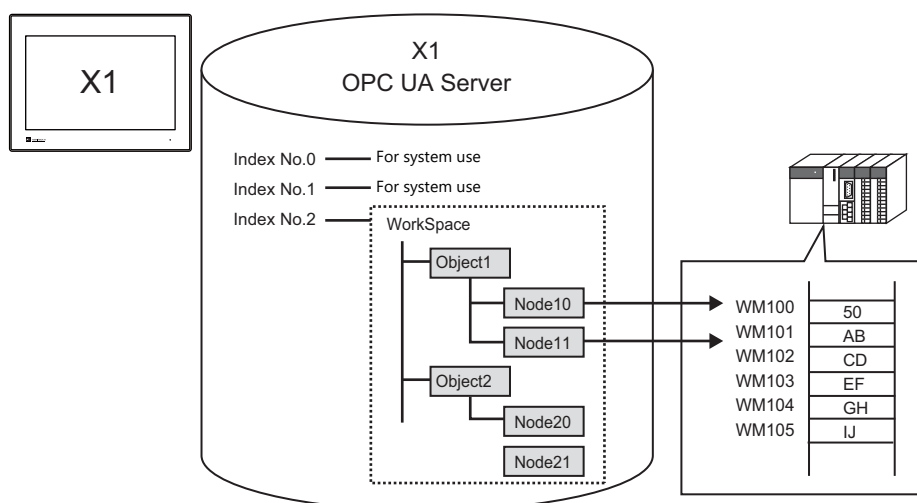 X1
X1
OPC UA Server
Index No.0
For system use
Index No.1
For system use
Index No.2
WorkSpace
Object1
Node10
Node11
Object2
Node20
Node21
WM100
50
WM101
AB
WM102
CD
WM103
EF
WM104
GH
WM105
IJ